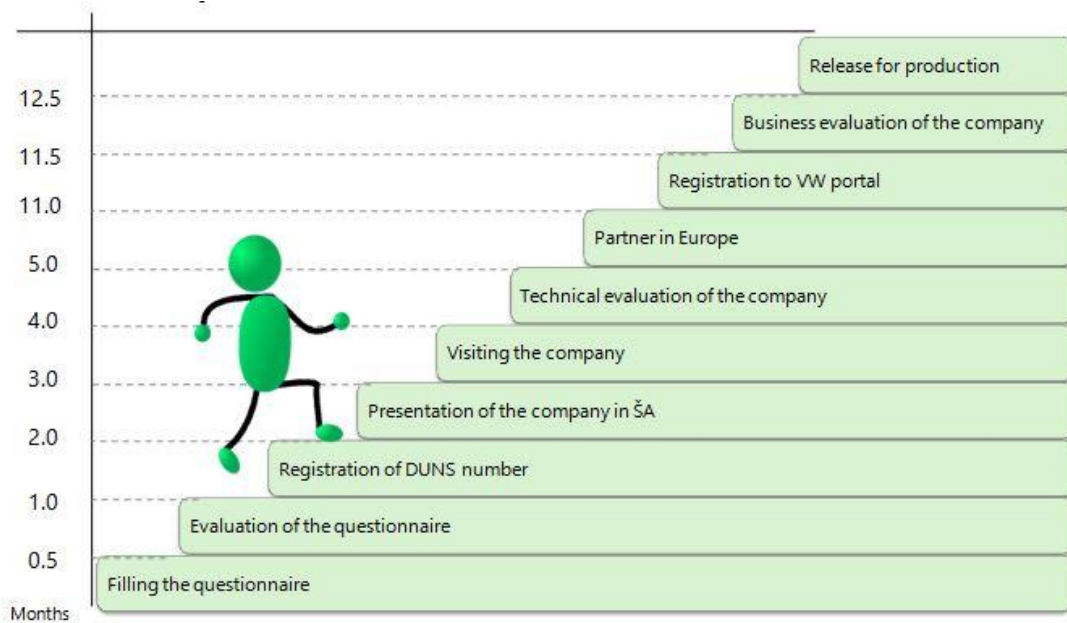 Release for production
12.5
Business evaluation of the company
11.5
Registration to VW portal
11.0
Partner in Europe
5.0
Technical evaluation of the company
4.0
Visiting the company
3.0
Presentation of the company in ŠA
2.0
Registration of DUNS number
1.0
Evaluation of the questionnaire
0.5
Filling the questionnaire
Months